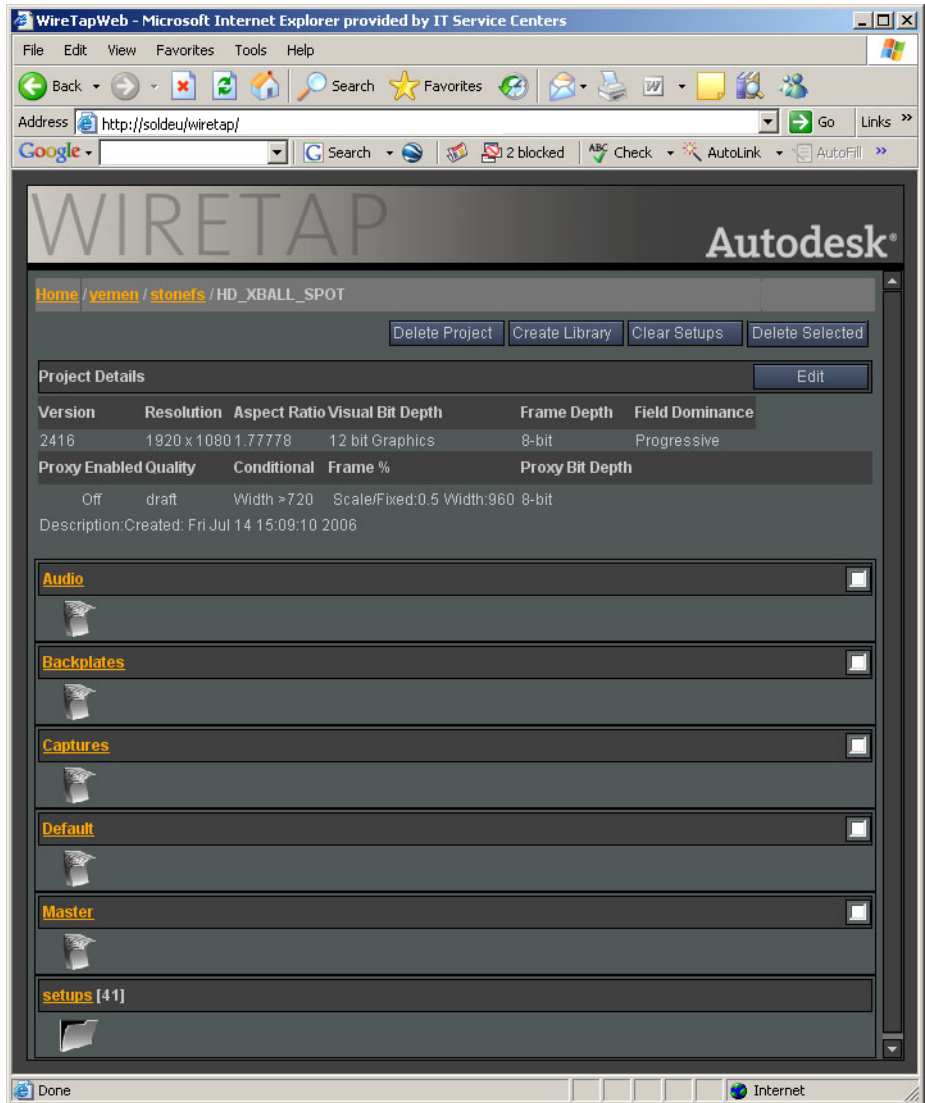 WireTapWeb - Microsoft Internet Explorer provided by IT Service Centers
File Edit View Favorites Tools Help
Back Search Favorites
Address http://soldeu/wiretap/ Go Links »
Google Search 2 blocked ABC Check AutoLink AutoFill »
WIRETAP
Autodesk®
Home / yemen / stonefs / HD_XBALL_SPOT
Delete Project Create Library Clear Setups Delete Selected
Project Details Edit
Version Resolution Aspect Ratio Visual Bit Depth Frame Depth Field Dominance
2416 1920 x 1080 1.77778 12 bit Graphics 8-bit Progressive
Proxy Enabled Quality Conditional Frame % Proxy Bit Depth
Off draft Width >720 Scale/Fixed:0.5 Width:960 8-bit
Description:Created: Fri Jul 14 15:09:10 2006
Audio
Backplates
Captures
Default
Master
setups [41]
Done Internet